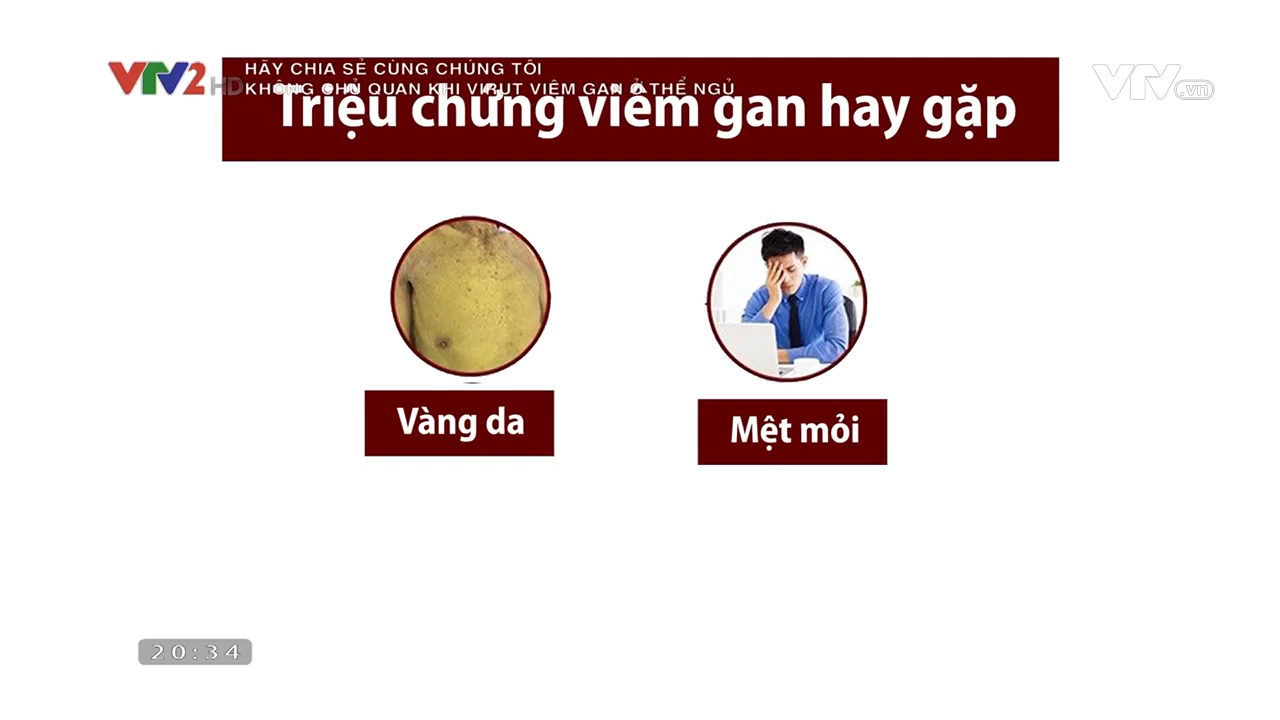 VTV2 HD
HÃY CHIA SẺ CÙNG CHÚNG TÔI
KHÔNG CHỦ QUAN KHI VIRUT VIÊM GAN Ở THỂ NGỦ
VTV.vn
Triệu chứng viêm gan hay gặp
Vàng da
Mệt mỏi
20:34